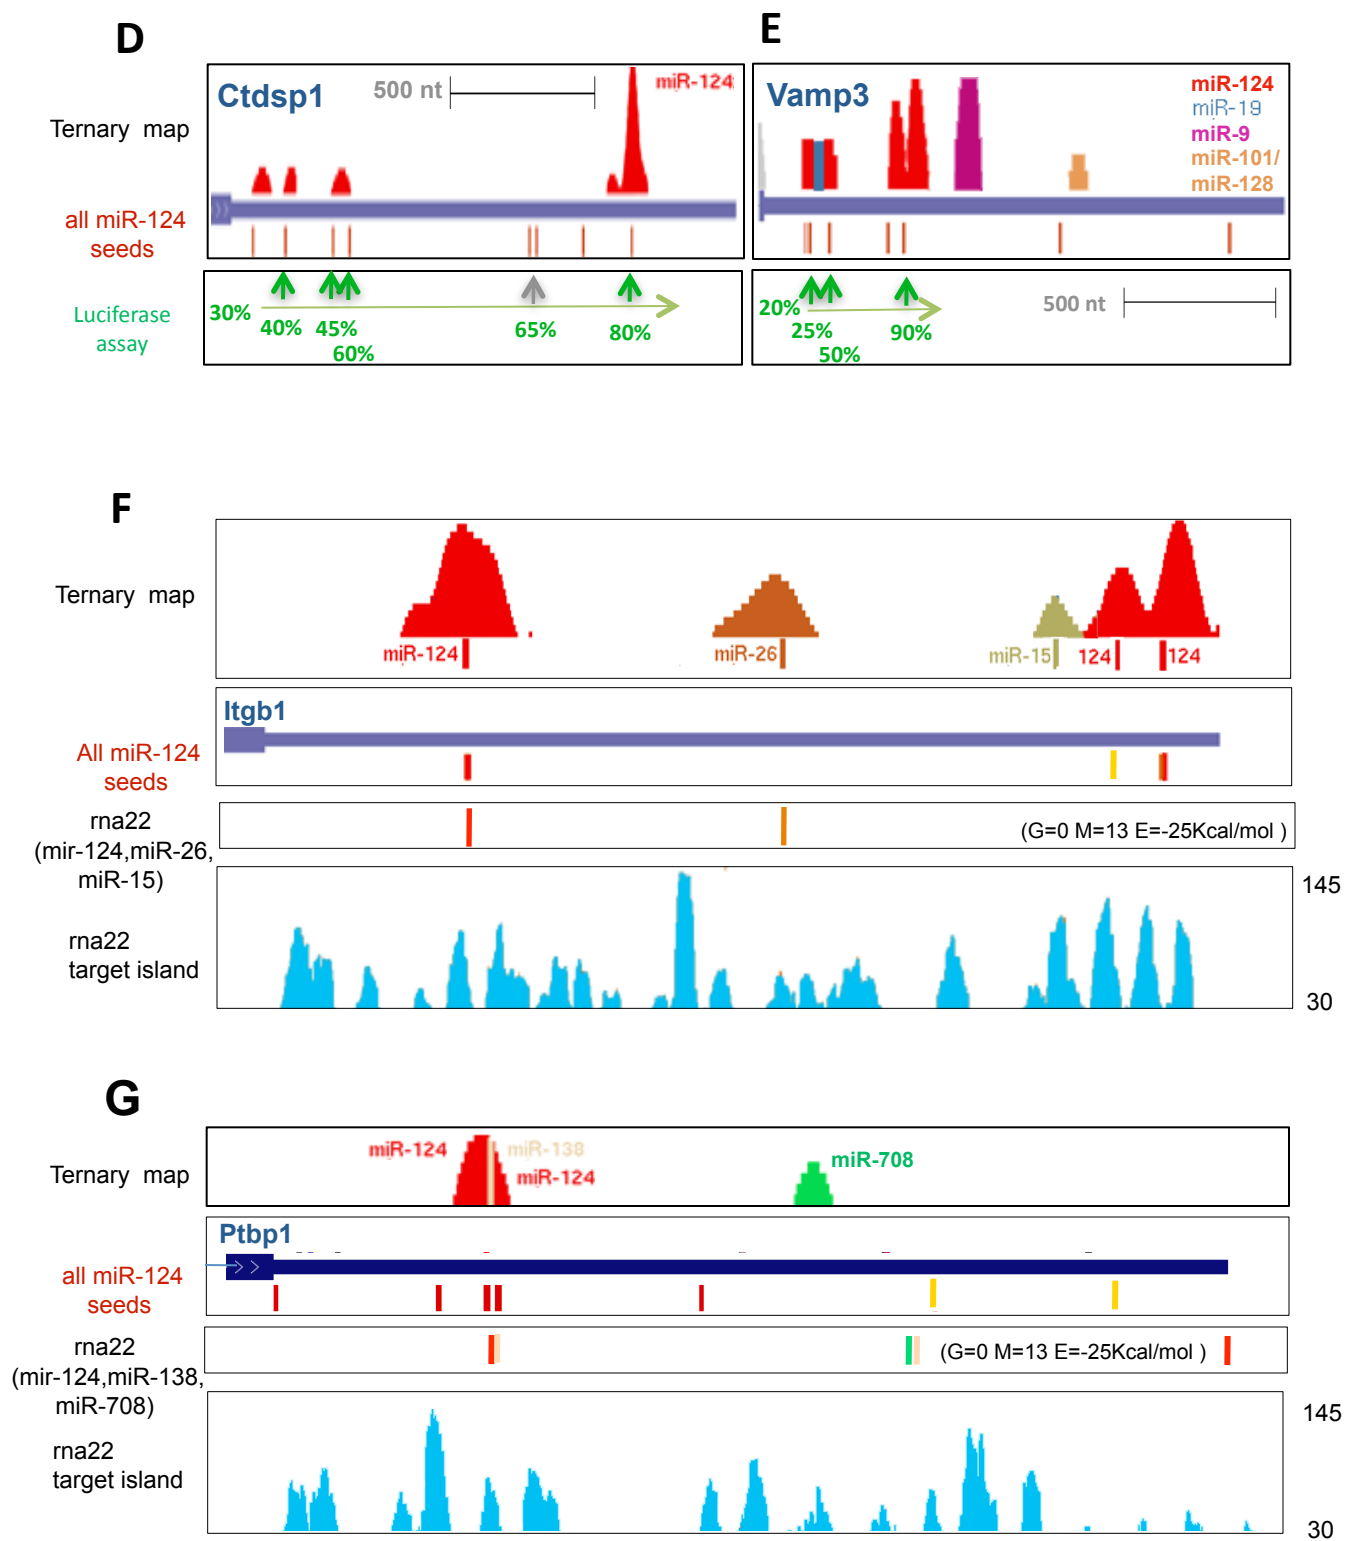 D
E
Ctdsp1
500 nt
miR-124
Ternary map
all miR-124
seeds
Vamp3
miR-124
miR-19
miR-9
miR-101/
miR-128
Luciferase
assay
30%
40%
45%
60%
65%
80%
20%
25%
50%
90%
500 nt
F
Ternary map
miR-124
miR-26
miR-15
124
124
Itgb1
All miR-124
seeds
rna22
(mir-124,miR-26,
miR-15)
(G=0 M=13 E=-25Kcal/mol )
rna22
target island
145
30
G
Ternary map
miR-124
miR-138
miR-124
miR-708
Ptbp1
all miR-124
seeds
rna22
(mir-124,miR-138,
miR-708)
(G=0 M=13 E=-25Kcal/mol )
rna22
target island
145
30